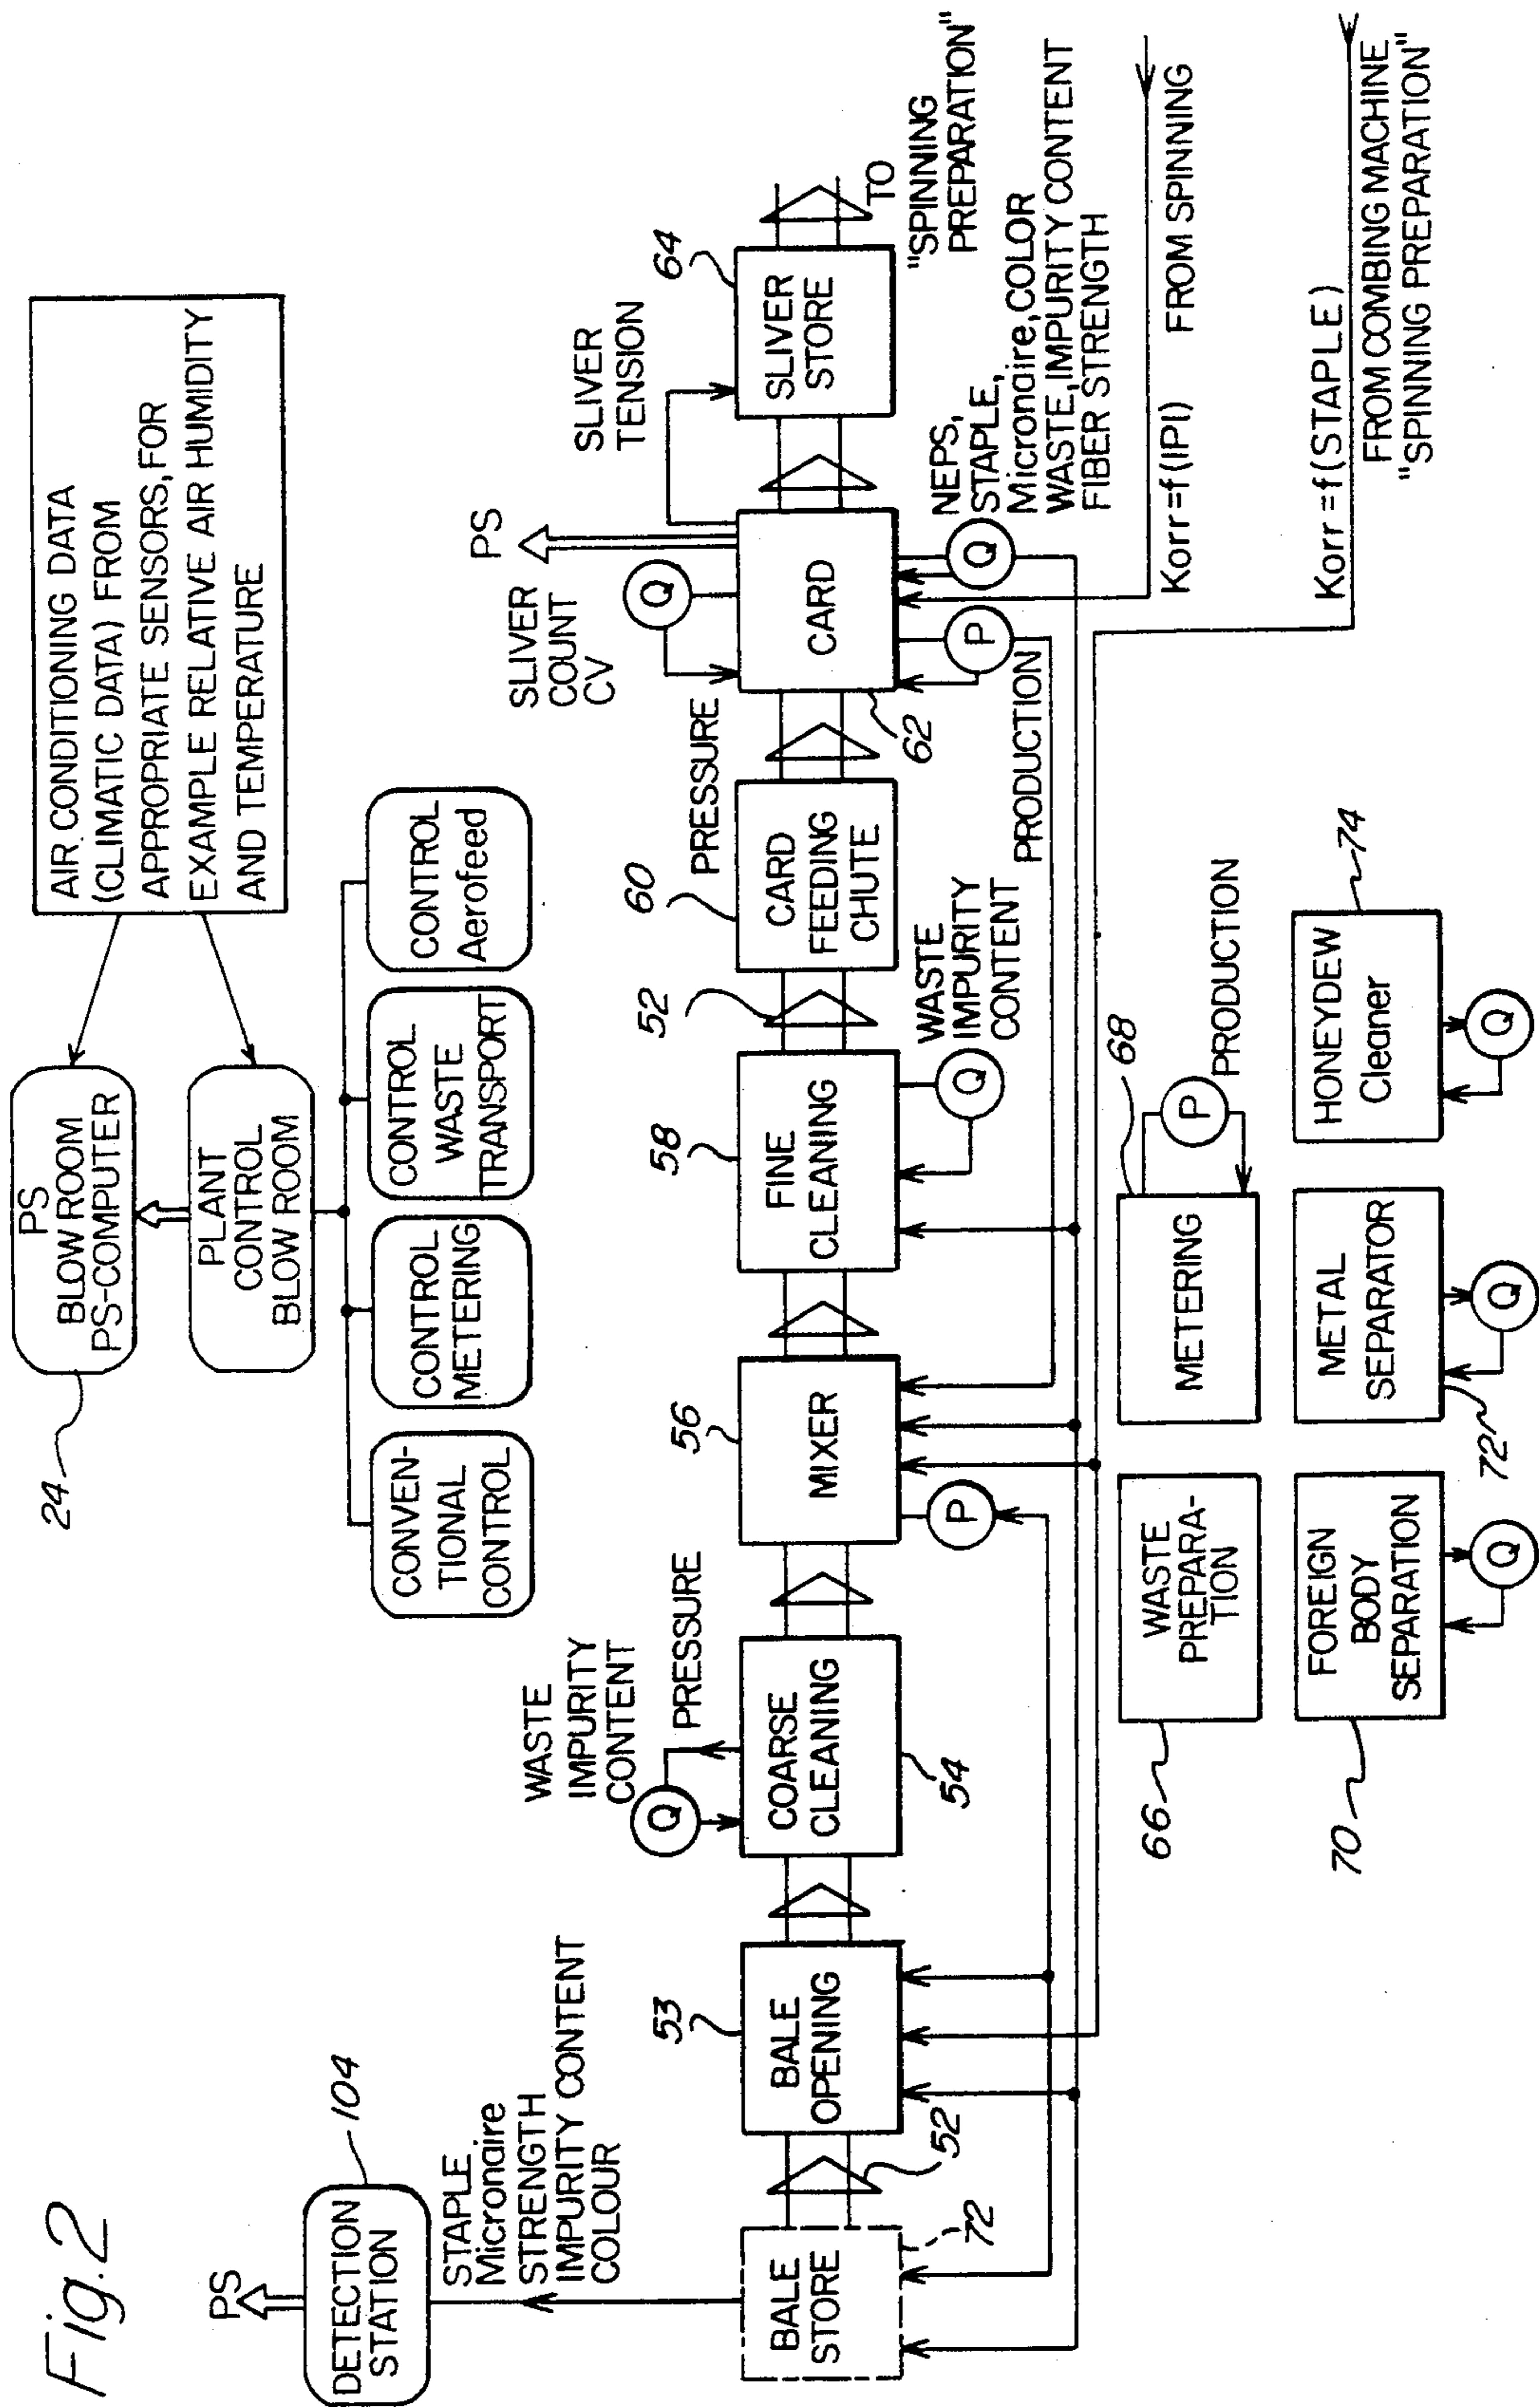 Fig.2
PS
DETECTION
STATION
104
STAPLE
Micronaire
STRENGTH
IMPURITY CONTENT
COLOUR
24
PS
BLOW ROOM
PS-COMPUTER
PLANT
CONTROL
BLOW ROOM
AIR CONDITIONING DATA
(CLIMATIC DATA) FROM
APPROPRIATE SENSORS, FOR
EXAMPLE RELATIVE AIR HUMIDITY
AND TEMPERATURE
CONVEN-
TIONAL
CONTROL
CONTROL
METERING
CONTROL
WASTE
TRANSPORT
CONTROL
Aerofeed
BALE
STORE
72
52
53
BALE
OPENING
WASTE
IMPURITY
CONTENT
Q
PRESSURE
COARSE
CLEANING
54
56
MIXER
P
58
FINE
CLEANING
Q
WASTE
IMPURITY
CONTENT
52
60
CARD
FEEDING
CHUTE
PRESSURE
SLIVER
COUNT
CV
Q
PS
CARD
62
P
PRODUCTION
Q
NEPS,
STAPLE,
Micronaire, COLOR
WASTE, IMPURITY CONTENT
FIBER STRENGTH
SLIVER
TENSION
64
SLIVER
STORE
TO
"SPINNING
PREPARATION"
Korr=f(IPI) FROM SPINNING
Korr=f(STAPLE)
FROM COMBING MACHINE
"SPINNING PREPARATION"
66
WASTE
PREPARA-
TION
METERING
68
P
PRODUCTION
70
FOREIGN
BODY
SEPARATION
Q
METAL
SEPARATOR
72
Q
HONEYDEW
Cleaner
74
Q